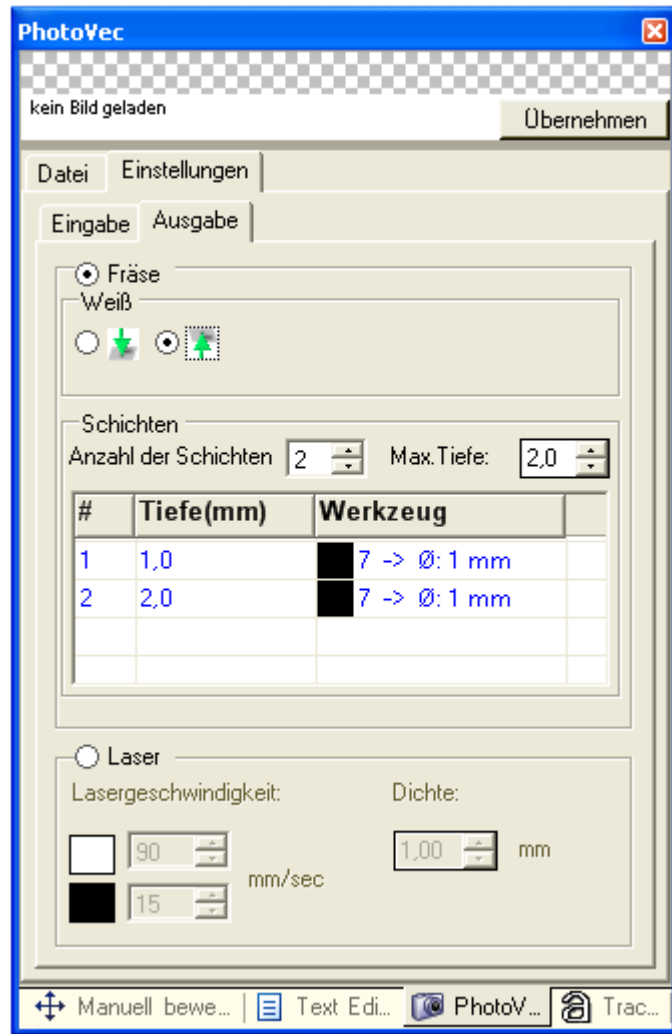 PhotoVec
kein Bild geladen
Übernehmen
Datei Einstellungen
Eingabe Ausgabe
Fräse
Weiß
Schichten
Anzahl der Schichten 2 Max.Tiefe: 2,0
# Tiefe(mm) Werkzeug
1 1,0 7 -> Ø: 1 mm
2 2,0 7 -> Ø: 1 mm
Laser
Lasergeschwindigkeit: Dichte:
90 1,00 mm
mm/sec
15
Manuell bewe... Text Edi... PhotoV... Trac...